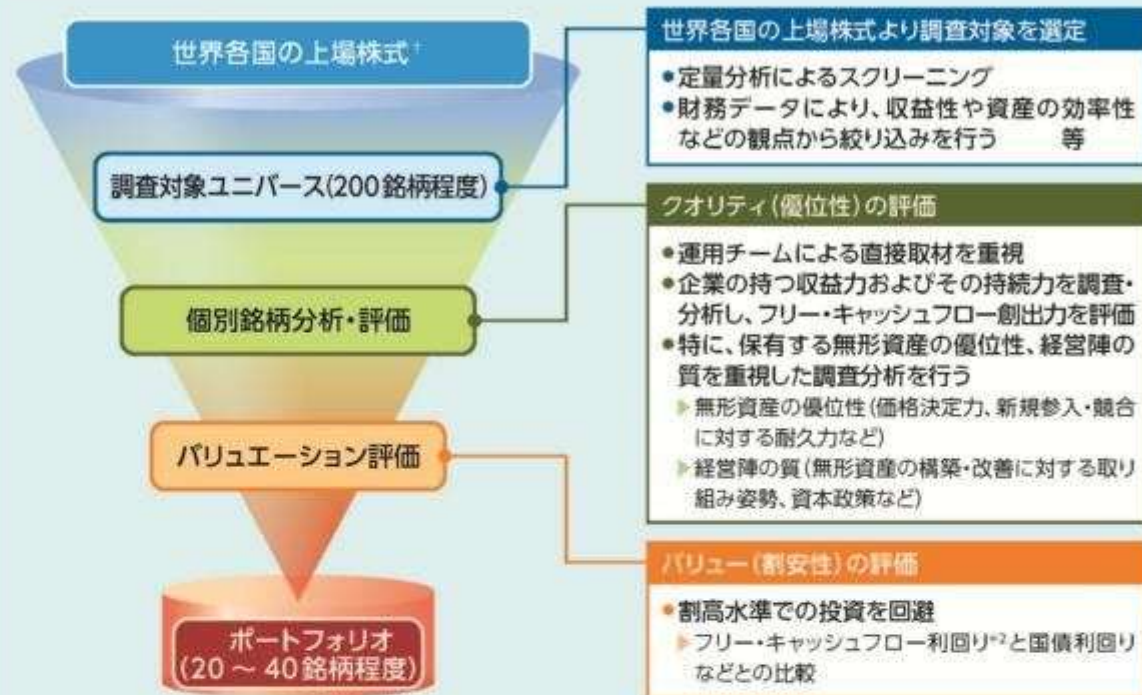 世界各国の上場株式†
調査対象ユニバース(200銘柄程度)
個別銘柄分析・評価
バリュエーション評価
ポートフォリオ
(20 ~ 40銘柄程度)
世界各国の上場株式より調査対象を選定
●定量分析によるスクリーニング
●財務データにより、収益性や資産の効率性
などの観点から絞り込みを行う 等
クオリティ(優位性)の評価
●運用チームによる直接取材を重視
●企業の持つ収益力およびその持続力を調査・
分析し、フリー・キャッシュフロー創出力を評価
●特に、保有する無形資産の優位性、経営陣の
質を重視した調査分析を行う
▶無形資産の優位性(価格決定力、新規参入・競合
に対する耐久力など)
▶経営陣の質(無形資産の構築・改善に対する取り
組み姿勢、資本政策など)
バリュー(割安性)の評価
●割高水準での投資を回避
▶フリー・キャッシュフロー利回り*2と国債利回り
などとの比較